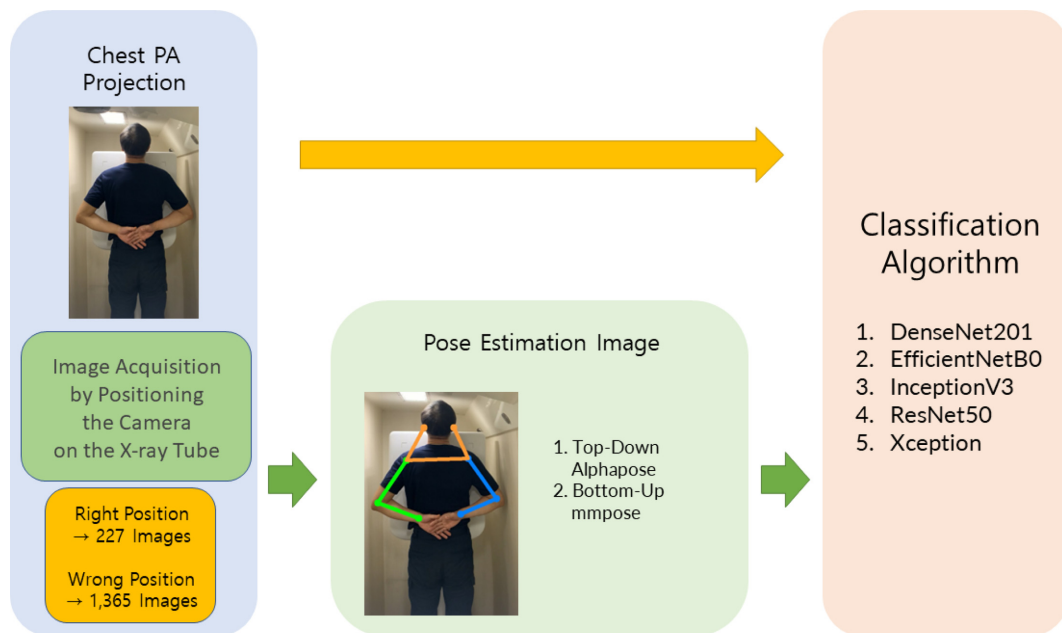 Chest PA
Projection
Image Acquisition
by Positioning
the Camera
on the X-ray Tube
Right Position
→ 227 Images
Wrong Position
→ 1,365 Images
Pose Estimation Image
1. Top-Down
Alphapose
2. Bottom-Up
mmpose
Classification
Algorithm
1. DenseNet201
2. EfficientNetB0
3. InceptionV3
4. ResNet50
5. Xception